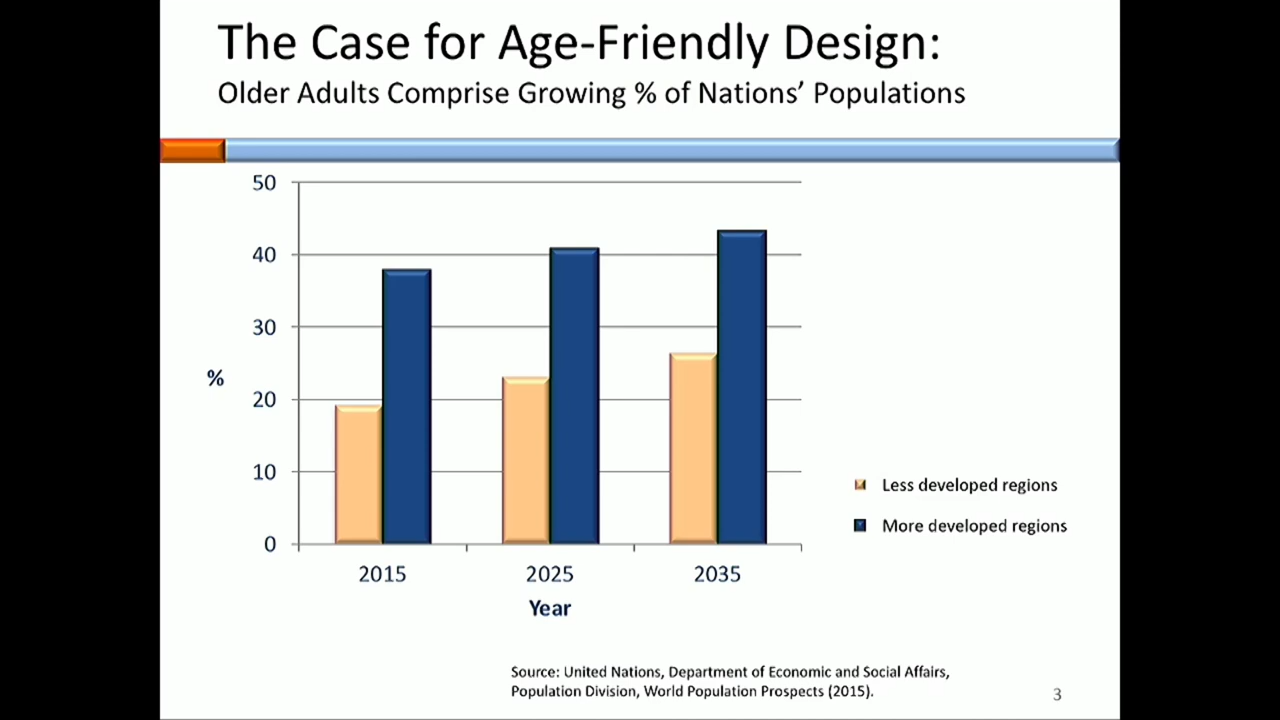 The Case for Age-Friendly Design:
Older Adults Comprise Growing % of Nations’ Populations
50
40
30
%
20
10
0
2015 2025 2035
Year
Less developed regions
More developed regions
Source: United Nations, Department of Economic and Social Affairs,
Population Division, World Population Prospects (2015).
3